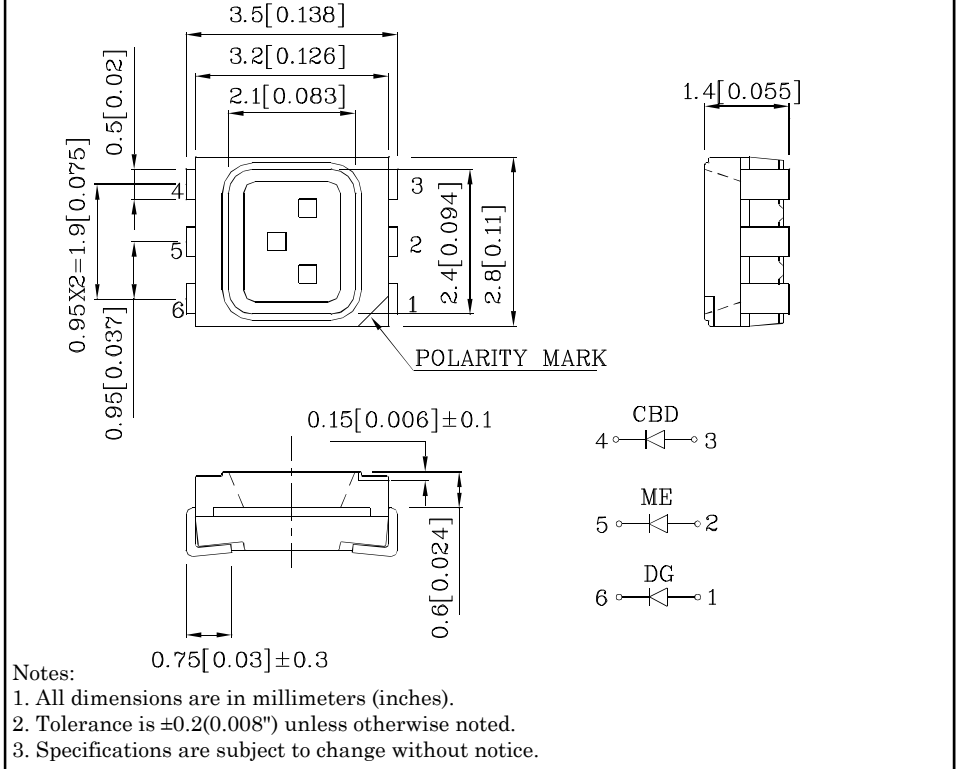 3.5[0.138]
3.2[0.126]
2.1[0.083]
0.5[0.02]
0.95X2=1.9[0.075]
0.95[0.037]
4
5
6
3
2
1
2.4[0.094]
2.8[0.11]
1.4[0.055]
POLARITY MARK
0.15[0.006]±0.1
0.6[0.024]
0.75[0.03]±0.3
CBD
4 3
ME
5 2
DG
6 1
Notes:
1. All dimensions are in millimeters (inches).
2. Tolerance is ±0.2(0.008") unless otherwise noted.
3. Specifications are subject to change without notice.